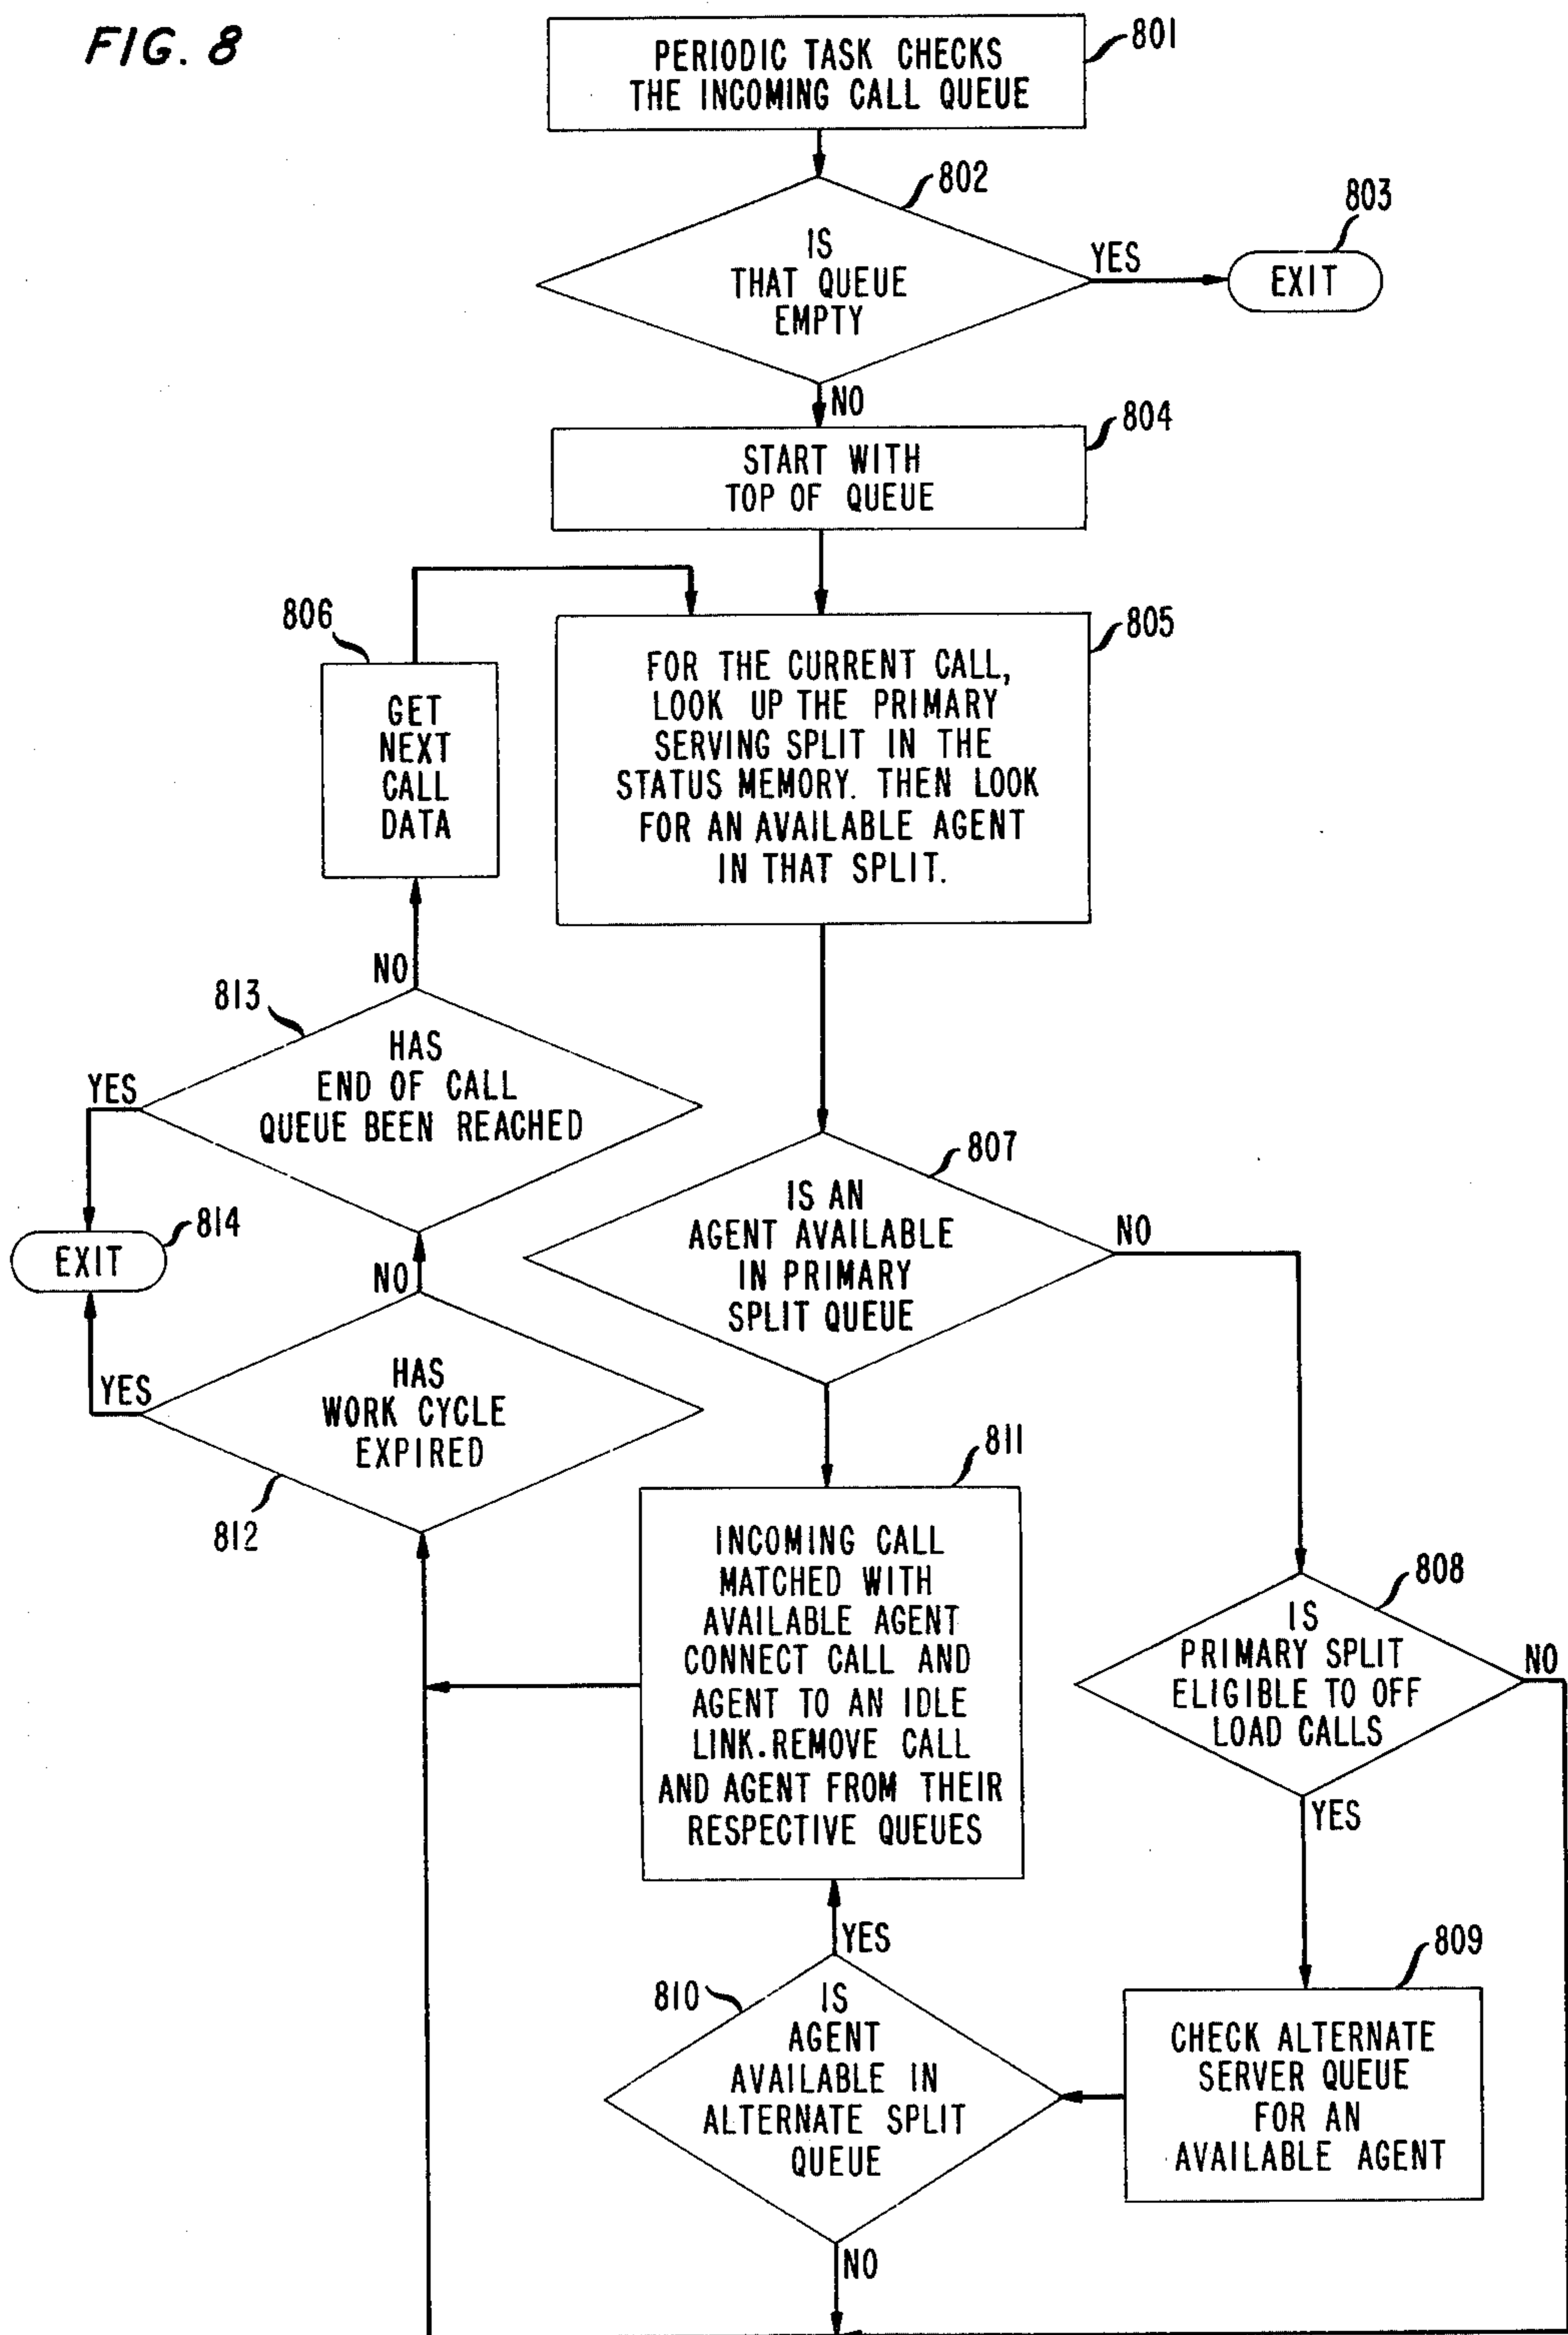 FIG. 8
801
PERIODIC TASK CHECKS
THE INCOMING CALL QUEUE
802
IS
THAT QUEUE
EMPTY
YES
803
EXIT
NO
804
START WITH
TOP OF QUEUE
805
FOR THE CURRENT CALL,
LOOK UP THE PRIMARY
SERVING SPLIT IN THE
STATUS MEMORY. THEN LOOK
FOR AN AVAILABLE AGENT
IN THAT SPLIT.
806
GET
NEXT
CALL
DATA
NO
813
HAS
END OF CALL
QUEUE BEEN REACHED
YES
814
EXIT
NO
HAS
WORK CYCLE
EXPIRED
YES
812
807
IS AN
AGENT AVAILABLE
IN PRIMARY
SPLIT QUEUE
NO
811
INCOMING CALL
MATCHED WITH
AVAILABLE AGENT
CONNECT CALL AND
AGENT TO AN IDLE
LINK. REMOVE CALL
AND AGENT FROM THEIR
RESPECTIVE QUEUES
808
IS
PRIMARY SPLIT
ELIGIBLE TO OFF
LOAD CALLS
NO
YES
809
CHECK ALTERNATE
SERVER QUEUE
FOR AN
AVAILABLE AGENT
YES
810
IS
AGENT
AVAILABLE IN
ALTERNATE SPLIT
QUEUE
NO